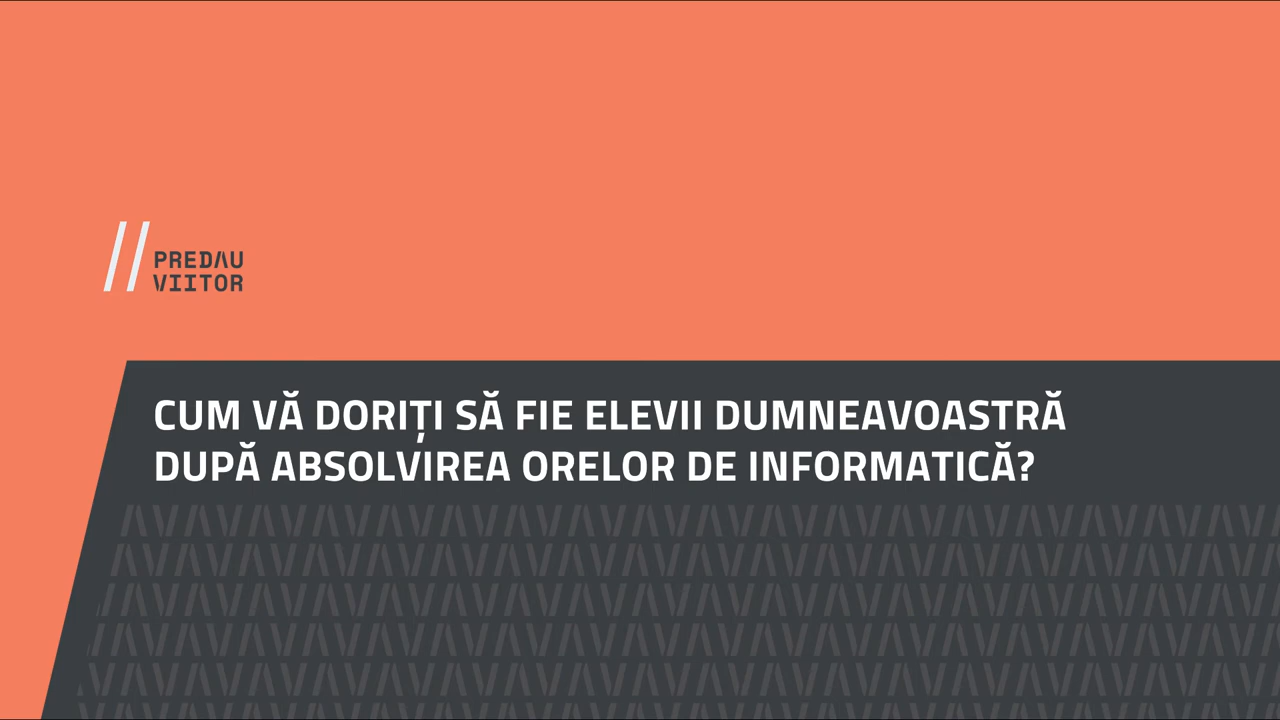 // PREDAU
VIITOR
CUM VĂ DORIȚI SĂ FIE ELEVII DUMNEAVOASTRĂ
DUPĂ ABSOLVIREA ORELOR DE INFORMATICĂ?